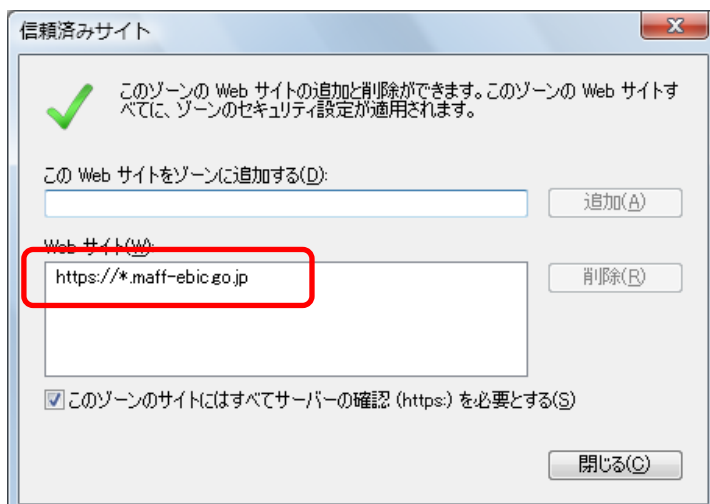 信頼済みサイト
このゾーンの Web サイトの追加と削除ができます。このゾーンの Web サイトす
べてに、ゾーンのセキュリティ設定が適用されます。
この Web サイトをゾーンに追加する(D):
追加(A)
Web サイト(W):
https://*.maff-ebic.go.jp
削除(R)
このゾーンのサイトにはすべてサーバーの確認 (https:) を必要とする(S)
閉じる(C)